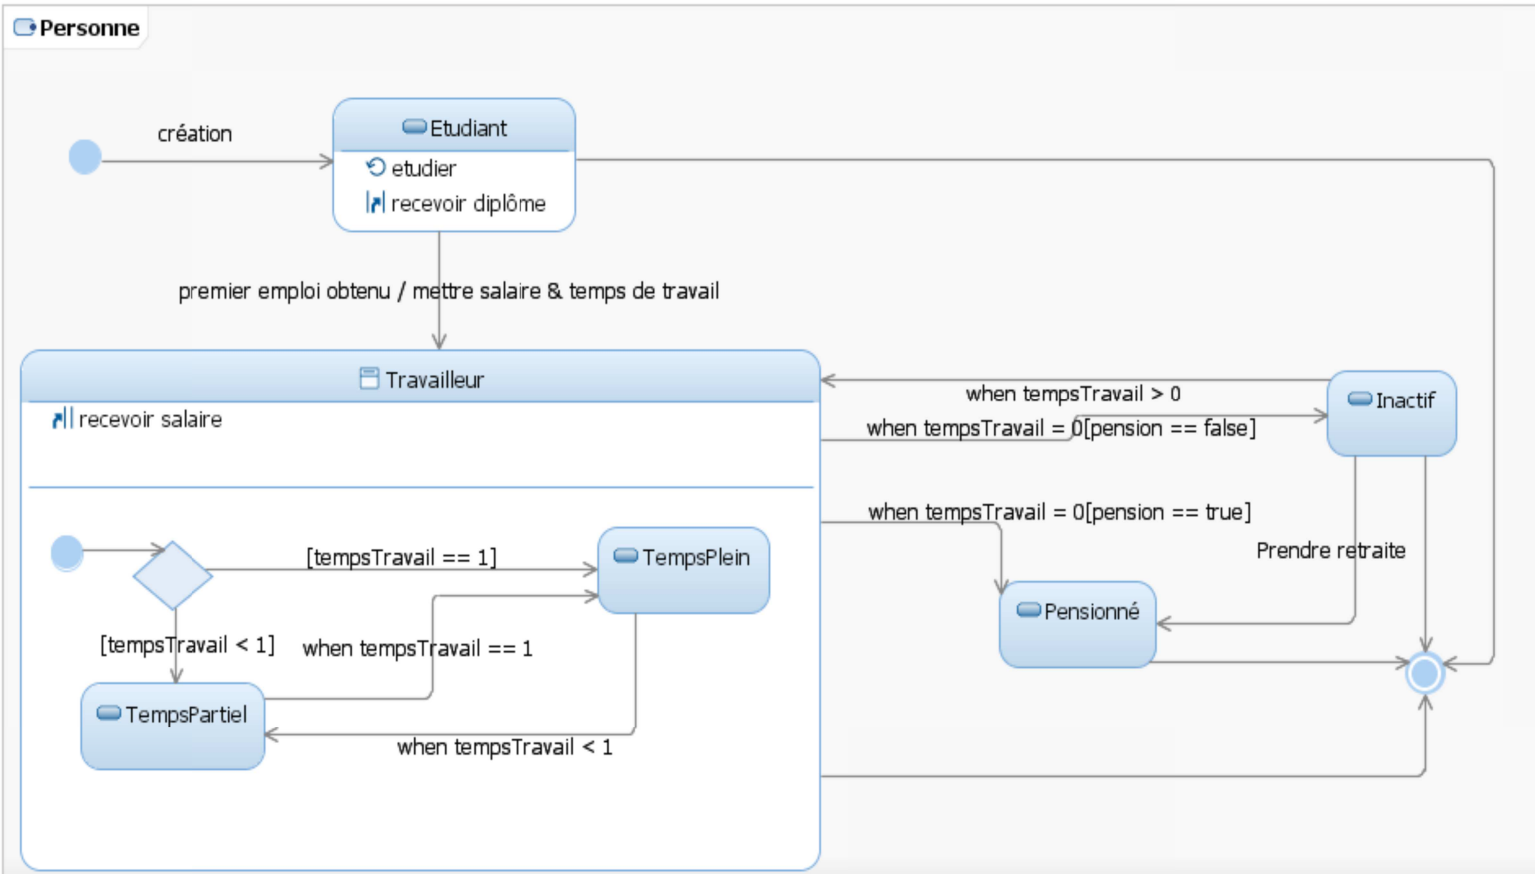 Personne
création
Etudiant
etudier
recevoir diplôme
premier emploi obtenu / mettre salaire & temps de travail
Travailleur
recevoir salaire
when tempsTravail > 0
Inactif
when tempsTravail = 0[pension == false]
when tempsTravail = 0[pension == true]
Prendre retraite
[tempsTravail == 1]
TempsPlein
Pensionné
[tempsTravail < 1]
when tempsTravail == 1
TempsPartiel
when tempsTravail < 1